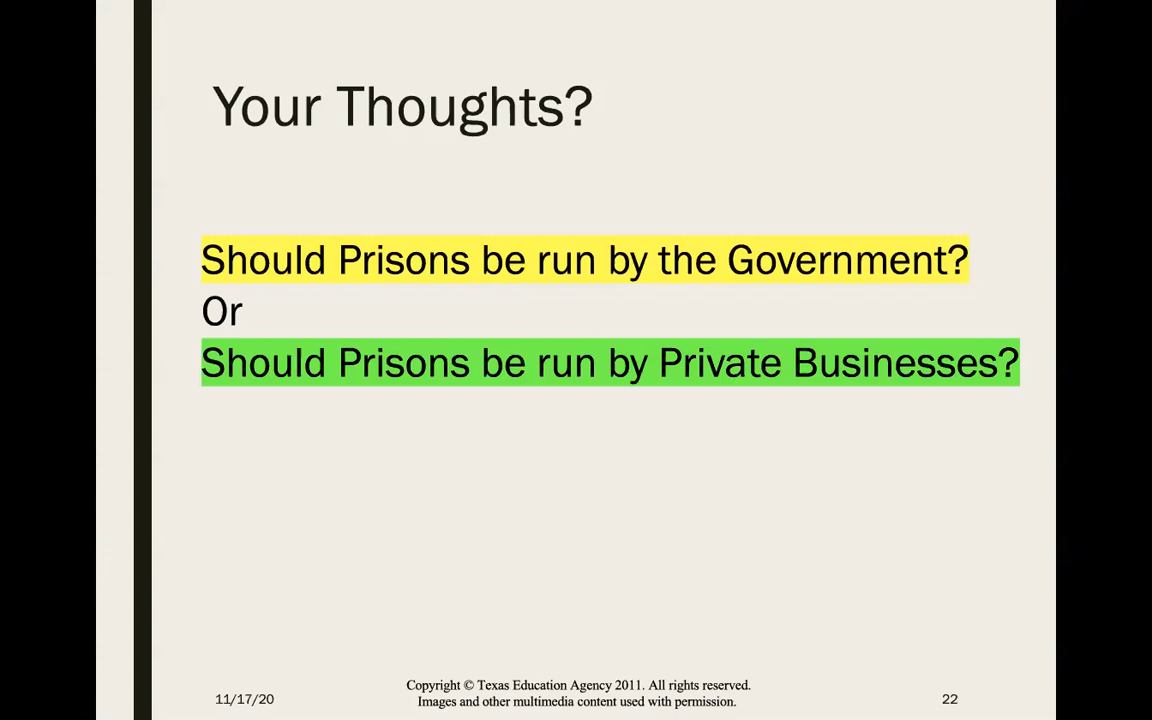 Your Thoughts?
Should Prisons be run by the Government?
Or
Should Prisons be run by Private Businesses?
11/17/20
Copyright © Texas Education Agency 2011. All rights reserved.
Images and other multimedia content used with permission.
22